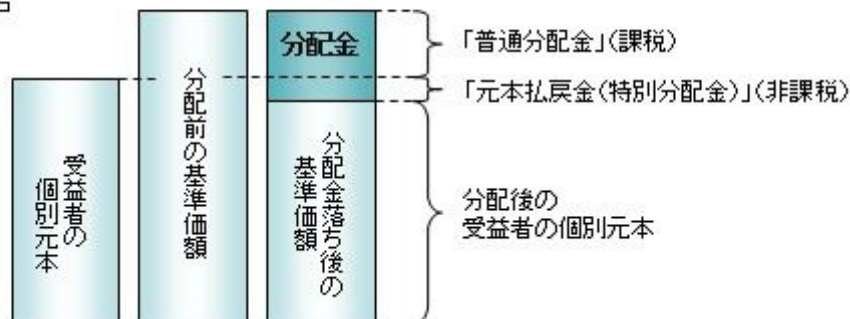 受益者の
個別元本
分配前の基準価額
分配金
分配金落ち後の
基準価額
「普通分配金」(課税)
「元本払戻金(特別分配金)」(非課税)
分配後の
受益者の個別元本